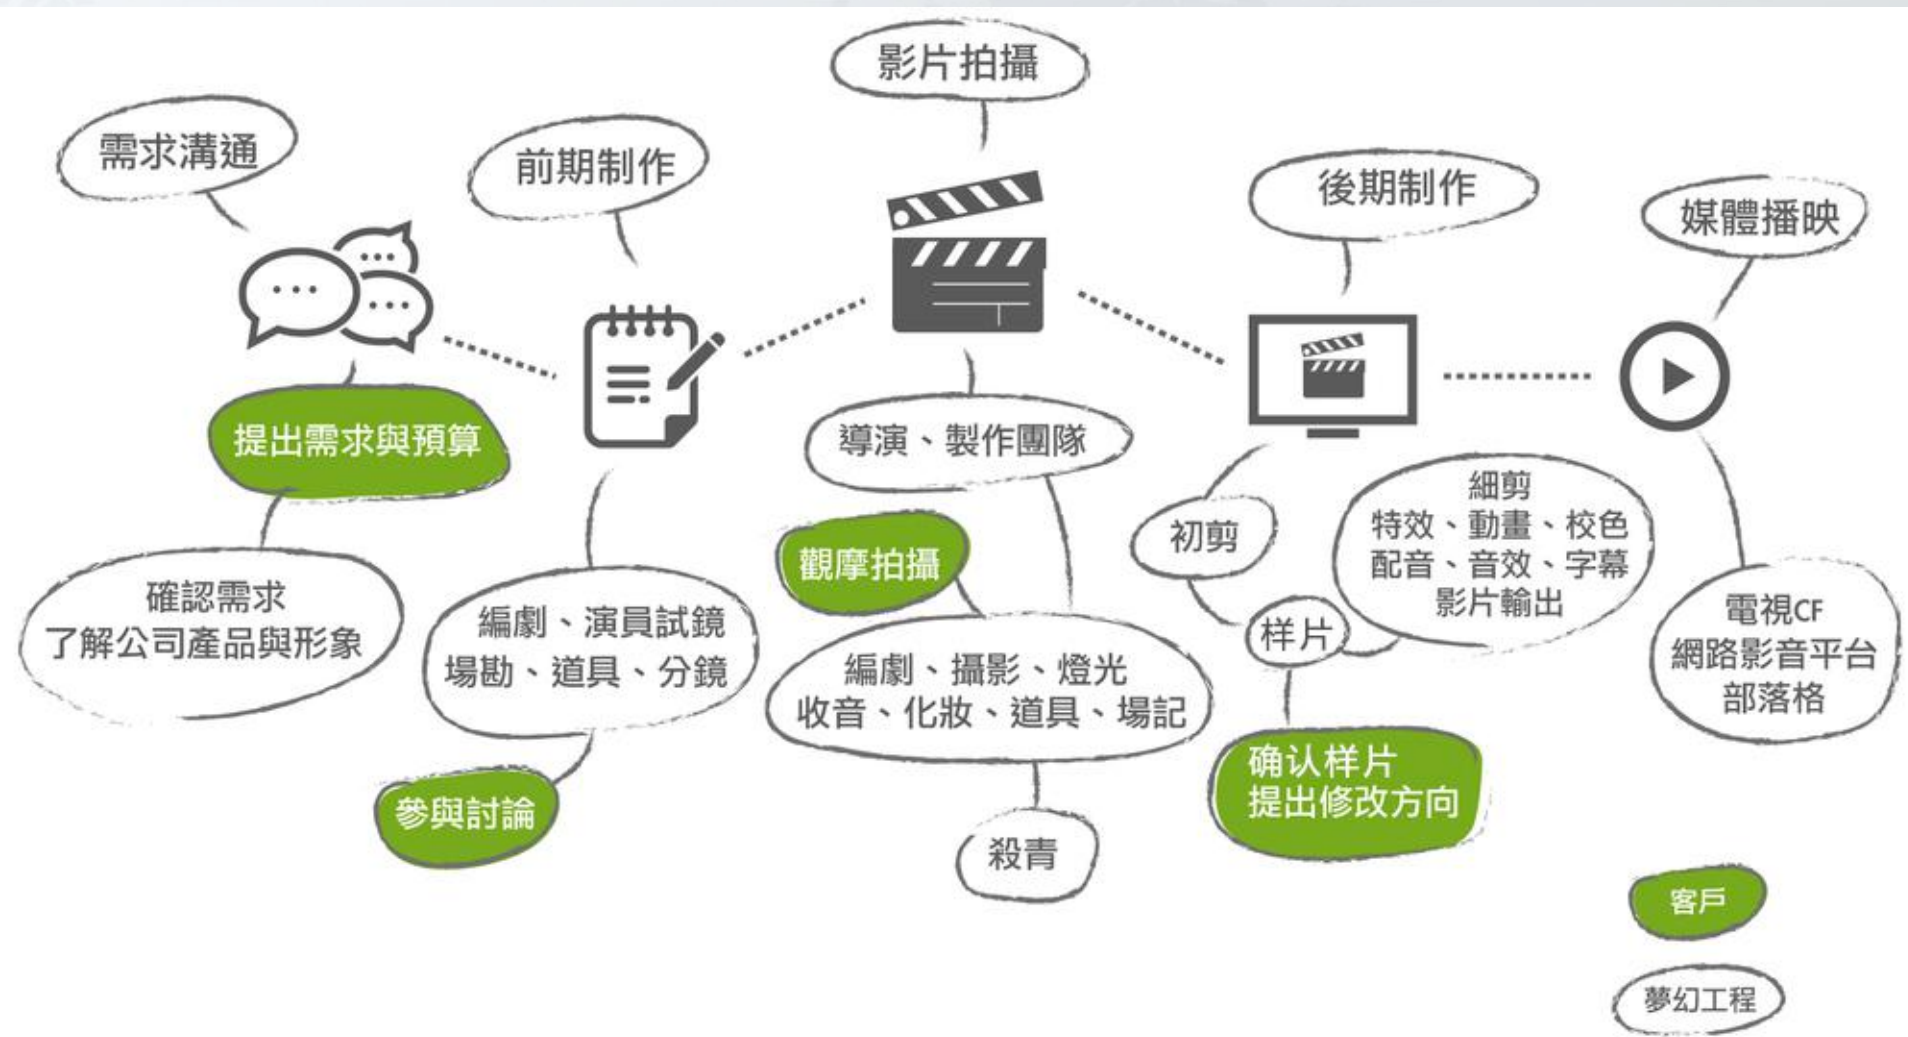 需求溝通
提出需求與預算
確認需求
了解公司產品與形象
前期制作
編劇、演員試鏡
場勘、道具、分鏡
參與討論
影片拍攝
導演、製作團隊
觀摩拍攝
編劇、攝影、燈光
收音、化妝、道具、場記
殺青
後期制作
初剪
样片
细剪
特效、動畫、校色
配音、音效、字幕
影片輸出
确认样片
提出修改方向
媒體播映
電視CF
網路影音平台
部落格
客戶
夢幻工程